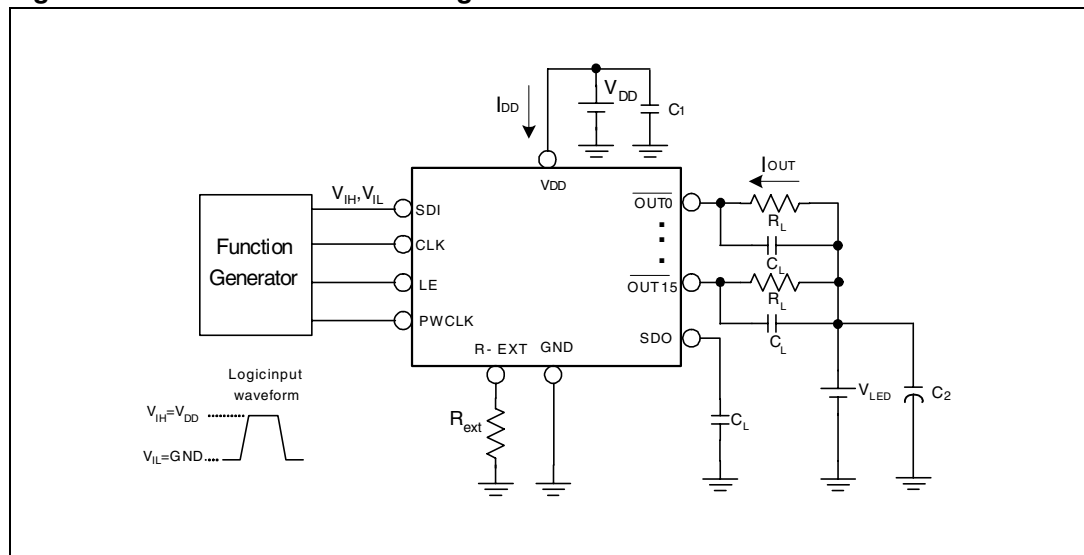 V_DD
I_DD
C1
VDD
I_OUT
V_IH,V_IL
OUT0
SDI
R_L
Function
Generator
CLK
C_L
LE
OUT15
R_L
PWCLK
SDO
C_L
R-EXT
GND
Logicinput
waveform
V_LED
C2
V_IH=V_DD
R_ext
C_L
V_IL=GND